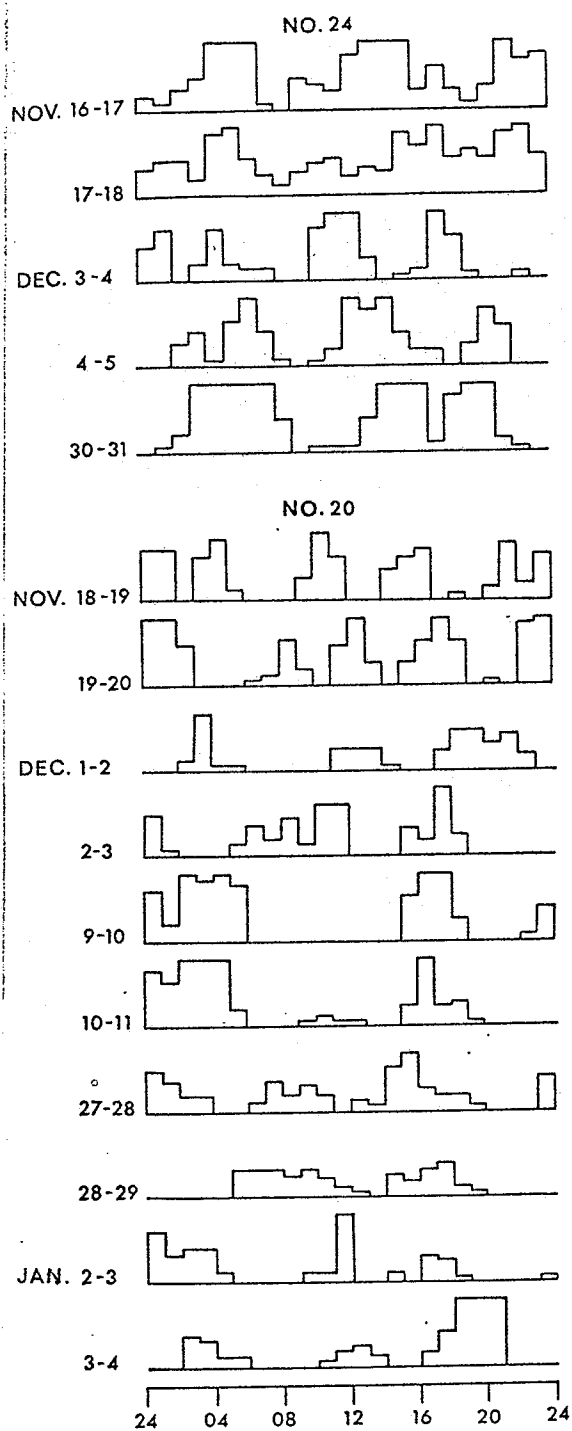 NO. 24
NOV. 16-17
17-18
DEC. 3-4
4-5
30-31
NO. 20
NOV. 18-19
19-20
DEC. 1-2
2-3
9-10
10-11
27-28
28-29
JAN. 2-3
3-4
24 04 08 12 16 20 24